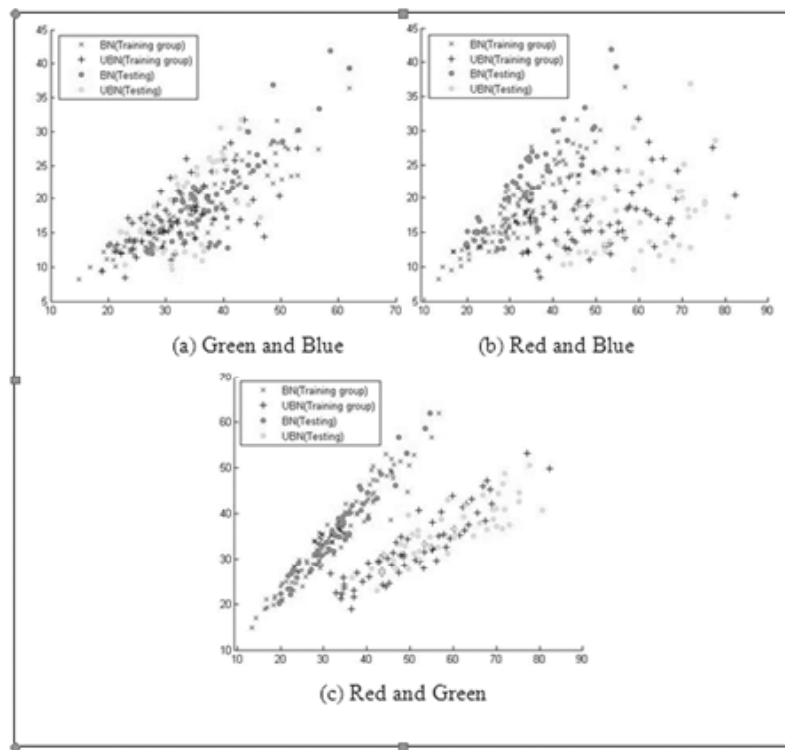 45
40
35
30
25
20
15
10
5
10 20 30 40 50 60 70
BN(Training group)
UBN(Training group)
BN(Testing)
UBN(Testing)
(a) Green and Blue
45
40
35
30
25
20
15
10
5
10 20 30 40 50 60 70 80 90
BN(Training group)
UBN(Training group)
BN(Testing)
UBN(Testing)
(b) Red and Blue
70
60
50
40
30
20
10
10 20 30 40 50 60 70 80 90
BN(Training group)
UBN(Training group)
BN(Testing)
UBN(Testing)
(c) Red and Green